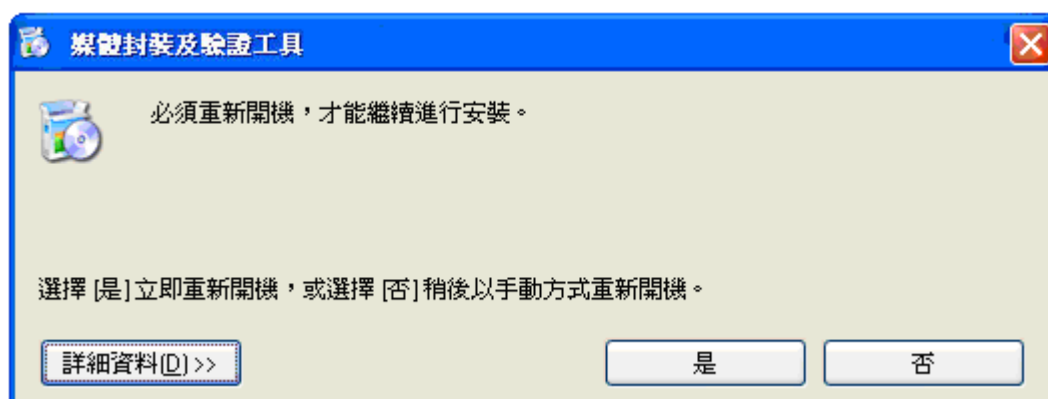 媒體封裝及驗證工具
必須重新開機，才能繼續進行安裝。
選擇 [是] 立即重新開機，或選擇 [否] 稍後以手動方式重新開機。
詳細資料(D) >>
是
否